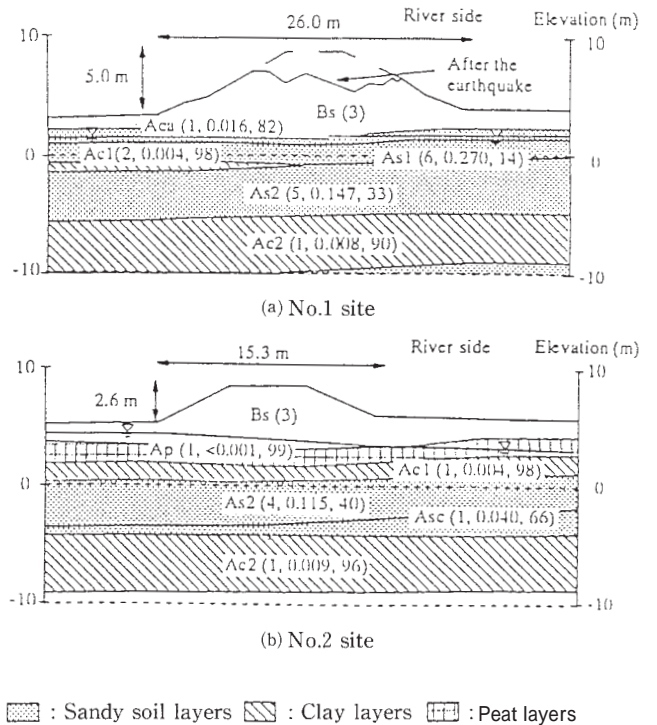 26.0 m
River side
Elevation (m)
10
10
5.0 m
After the
earthquake
Bs (3)
Aca (1, 0.016, 82)
0
Ac1(2, 0.004, 98)
As1 (6, 0.270, 14)
0
As2 (5, 0.147, 33)
Ac2 (1, 0.008, 90)
-10
-10
(a) No.1 site
15.3 m
River side
Elevation (m)
10
10
2.6 m
Bs (3)
Ap (1, <0.001, 99)
Ac1 (1, 0.004, 98)
0
0
As2 (4, 0.115, 40)
Asc (1, 0.040, 66)
Ac2 (1, 0.009, 96)
-10
-10
(b) No.2 site
: Sandy soil layers : Clay layers : Peat layers